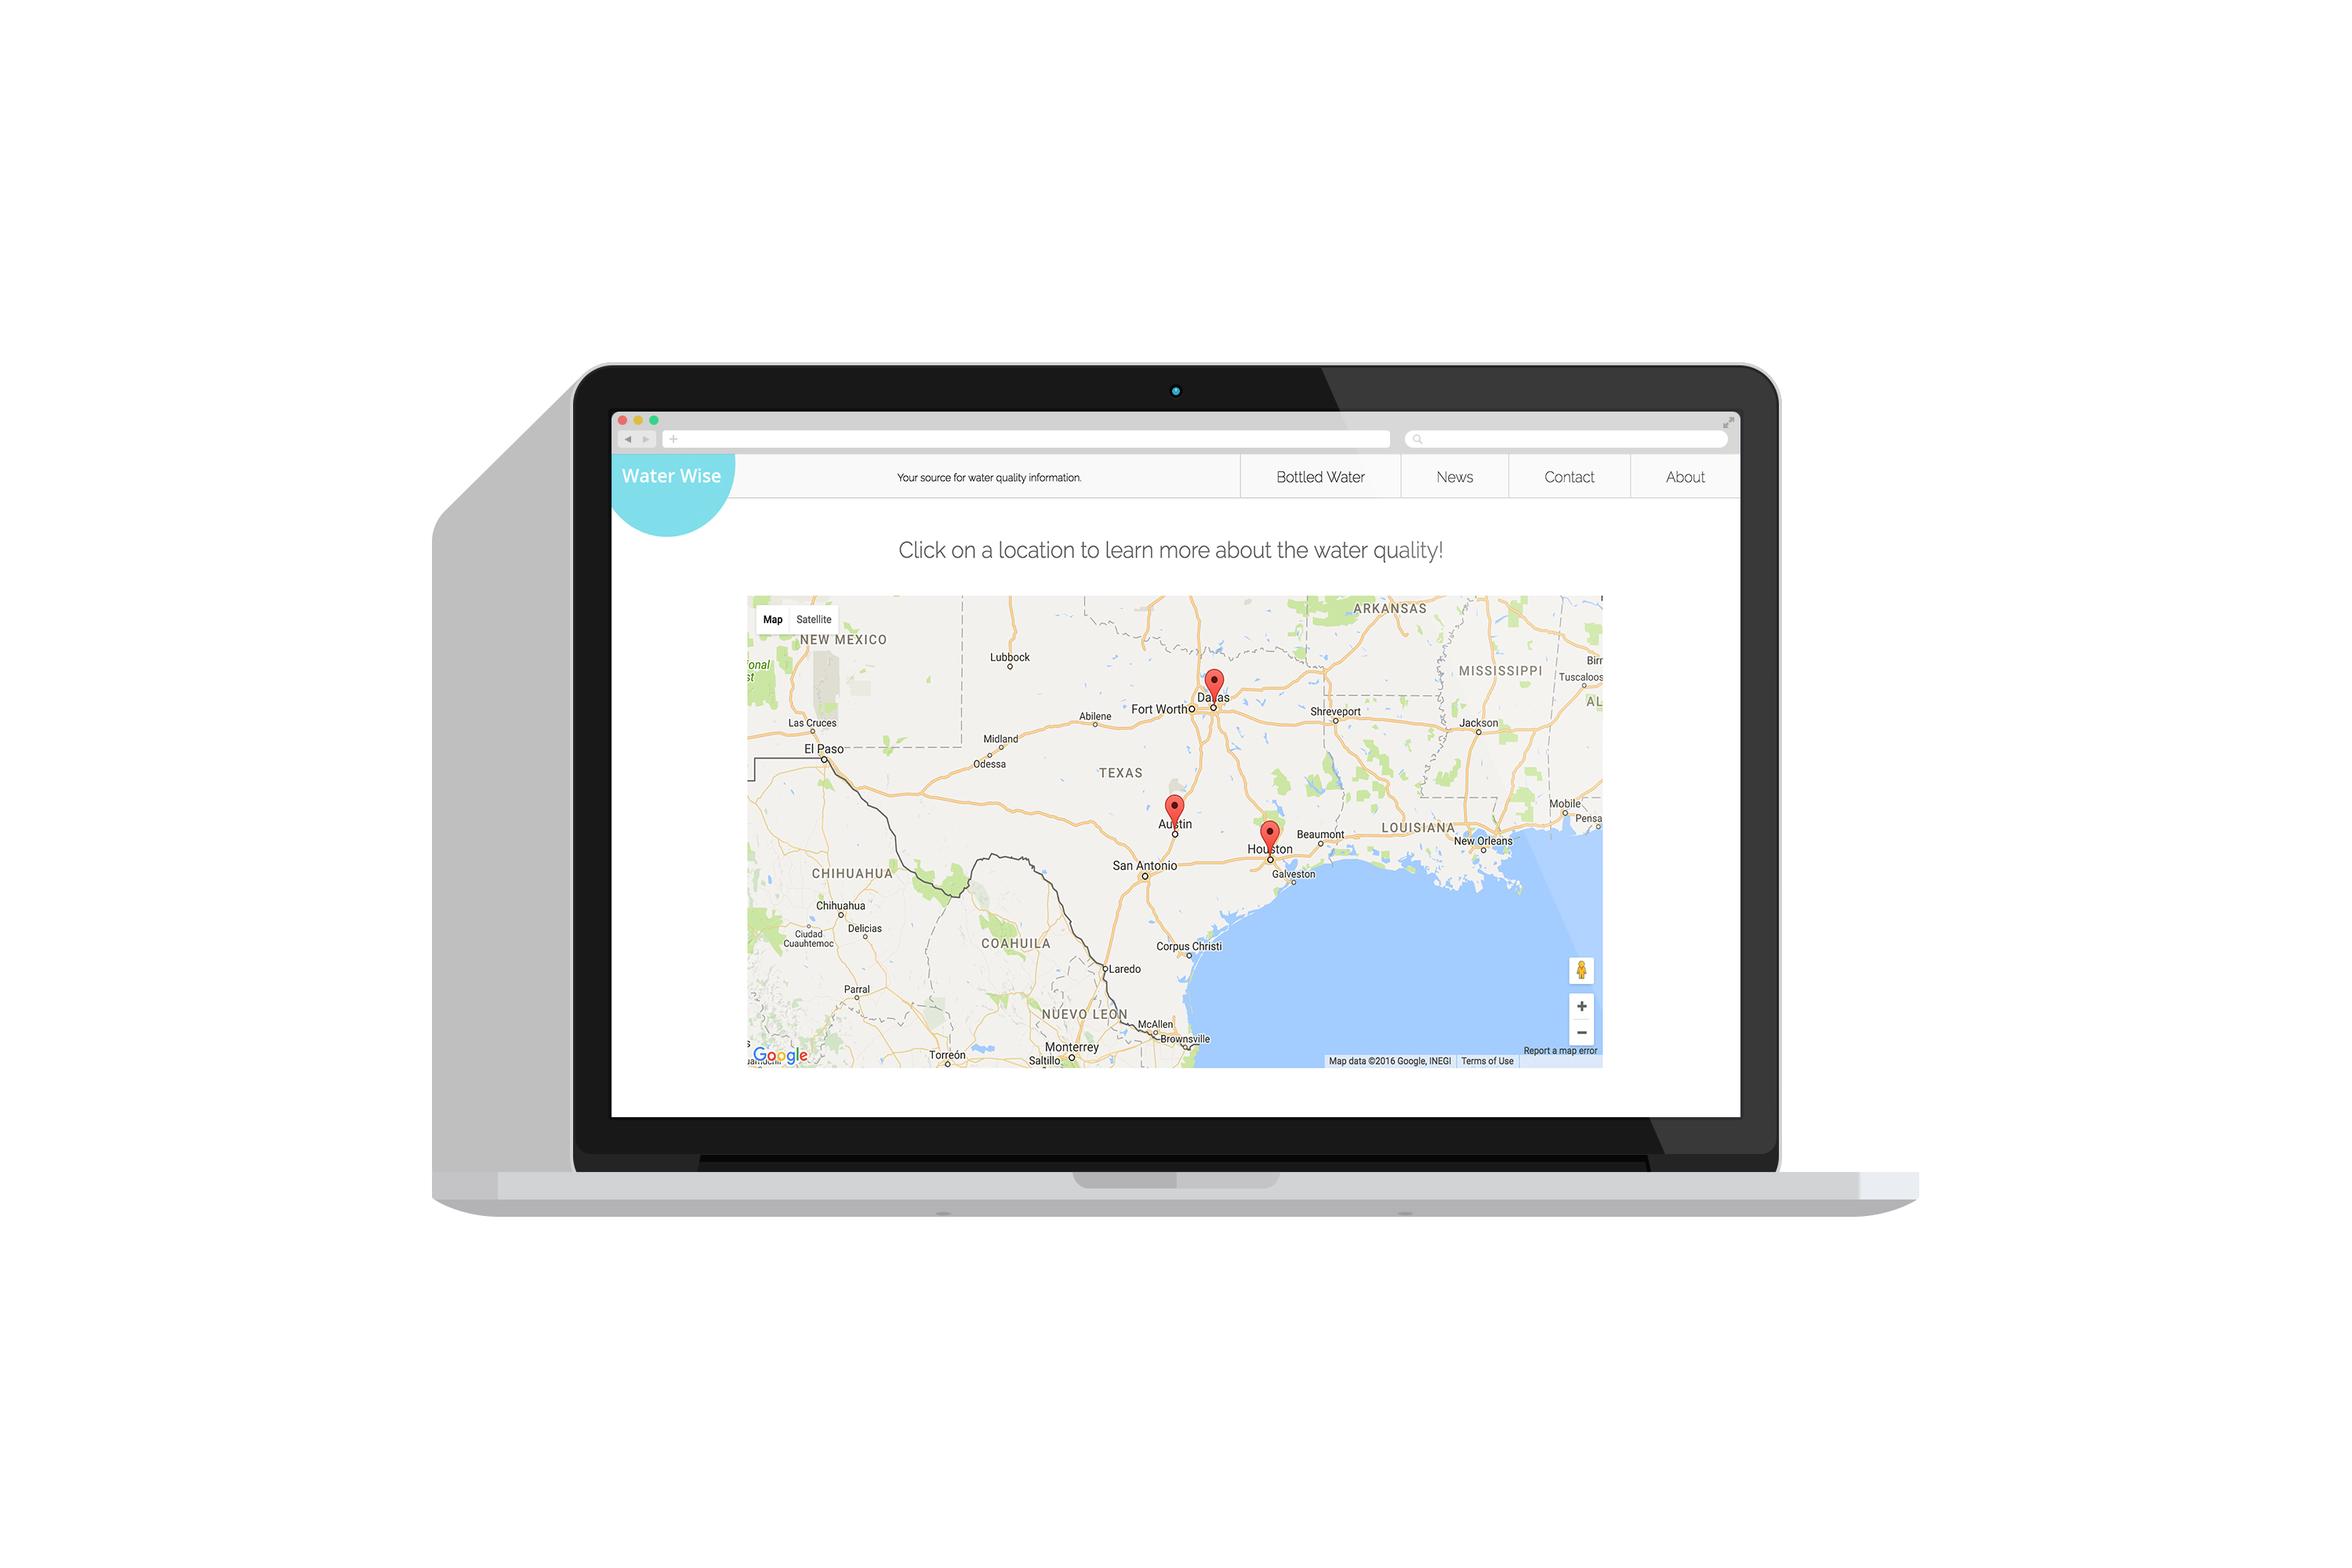 Water Wise
Your source for water quality information.
Bottled Water
News
Contact
About
Click on a location to learn more about the water quality!
Map
Satellite
NEW MEXICO
ARKANSAS
Lubbock
MISSISSIPPI
Tuscaloos
Dallas
Fort Worth
Abilene
Shreveport
Las Cruces
Jackson
El Paso
Midland
Odessa
TEXAS
Mobile
Pensa
Austin
Houston
Beaumont
LOUISIANA
New Orleans
San Antonio
Galveston
CHIHUAHUA
Chihuahua
Ciudad
Cuauhtemoc
Delicias
COAHUILA
Corpus Christi
Laredo
Parral
NUEVO LEON
McAllen
Brownsville
Monterrey
Torreón
Saltillo
Google
Report a map error
Map data ©2016 Google, INEGI
Terms of Use